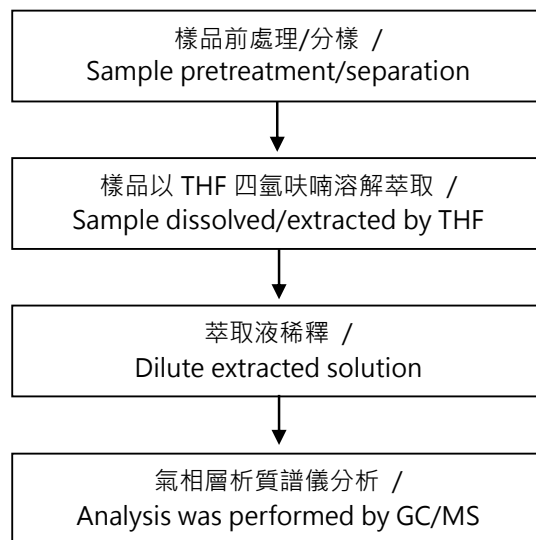 樣品前處理/分樣 /
Sample pretreatment/separation
樣品以 THF 四氫呋喃溶解萃取 /
Sample dissolved/extracted by THF
萃取液稀釋 /
Dilute extracted solution
氣相層析質譜儀分析 /
Analysis was performed by GC/MS